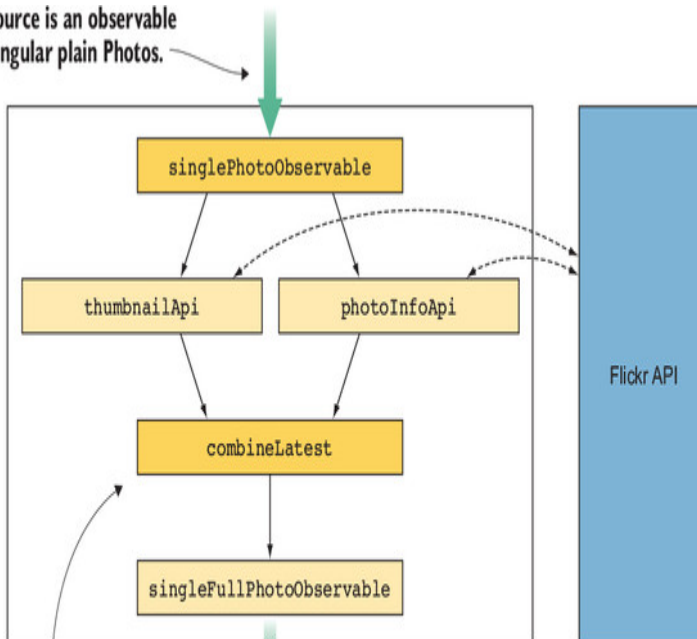 ource is an observable
ngular plain Photos.
singlePhotoObservable
thumbnailApi
photoInfoApi
Flickr API
combineLatest
singleFullPhotoObservable